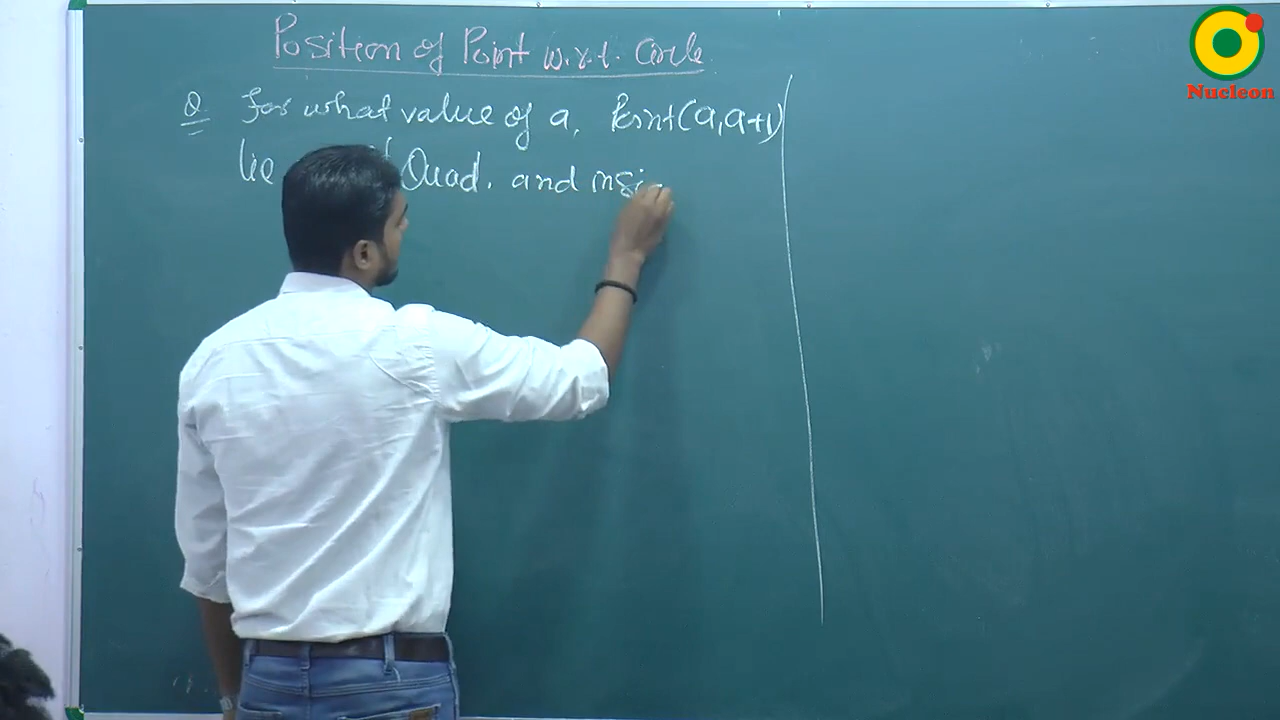 Position of Point w.r.t. Circle
Q For what value of a, Point(a,a+1)
lie Quad. and insi
Nucleon